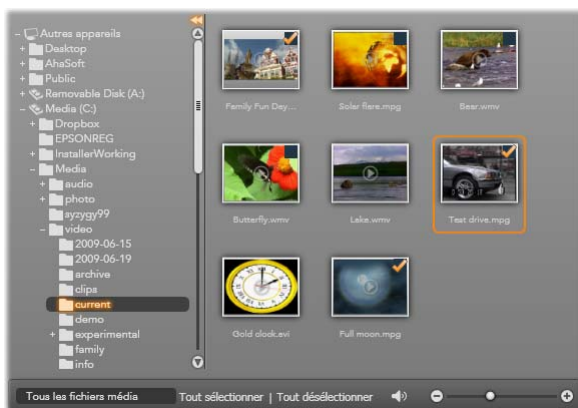 – Autres appareils
+ Desktop
+ AhaSoft
+ Public
+ Removable Disk (A:)
– Media (C:)
+ Dropbox
EPSONREG
+ InstallerWorking
– Media
+ audio
+ photo
ayzygy99
– video
2009-06-15
2009-06-19
archive
clips
current
demo
+ experimental
family
info
Family Fun Day...
Solar flare.mpg
Bear.wmv
Butterfly.wmv
Lake.wmv
Test drive.mpg
Gold clock.avi
Full moon.mpg
Tous les fichiers média
Tout sélectionner | Tout désélectionner